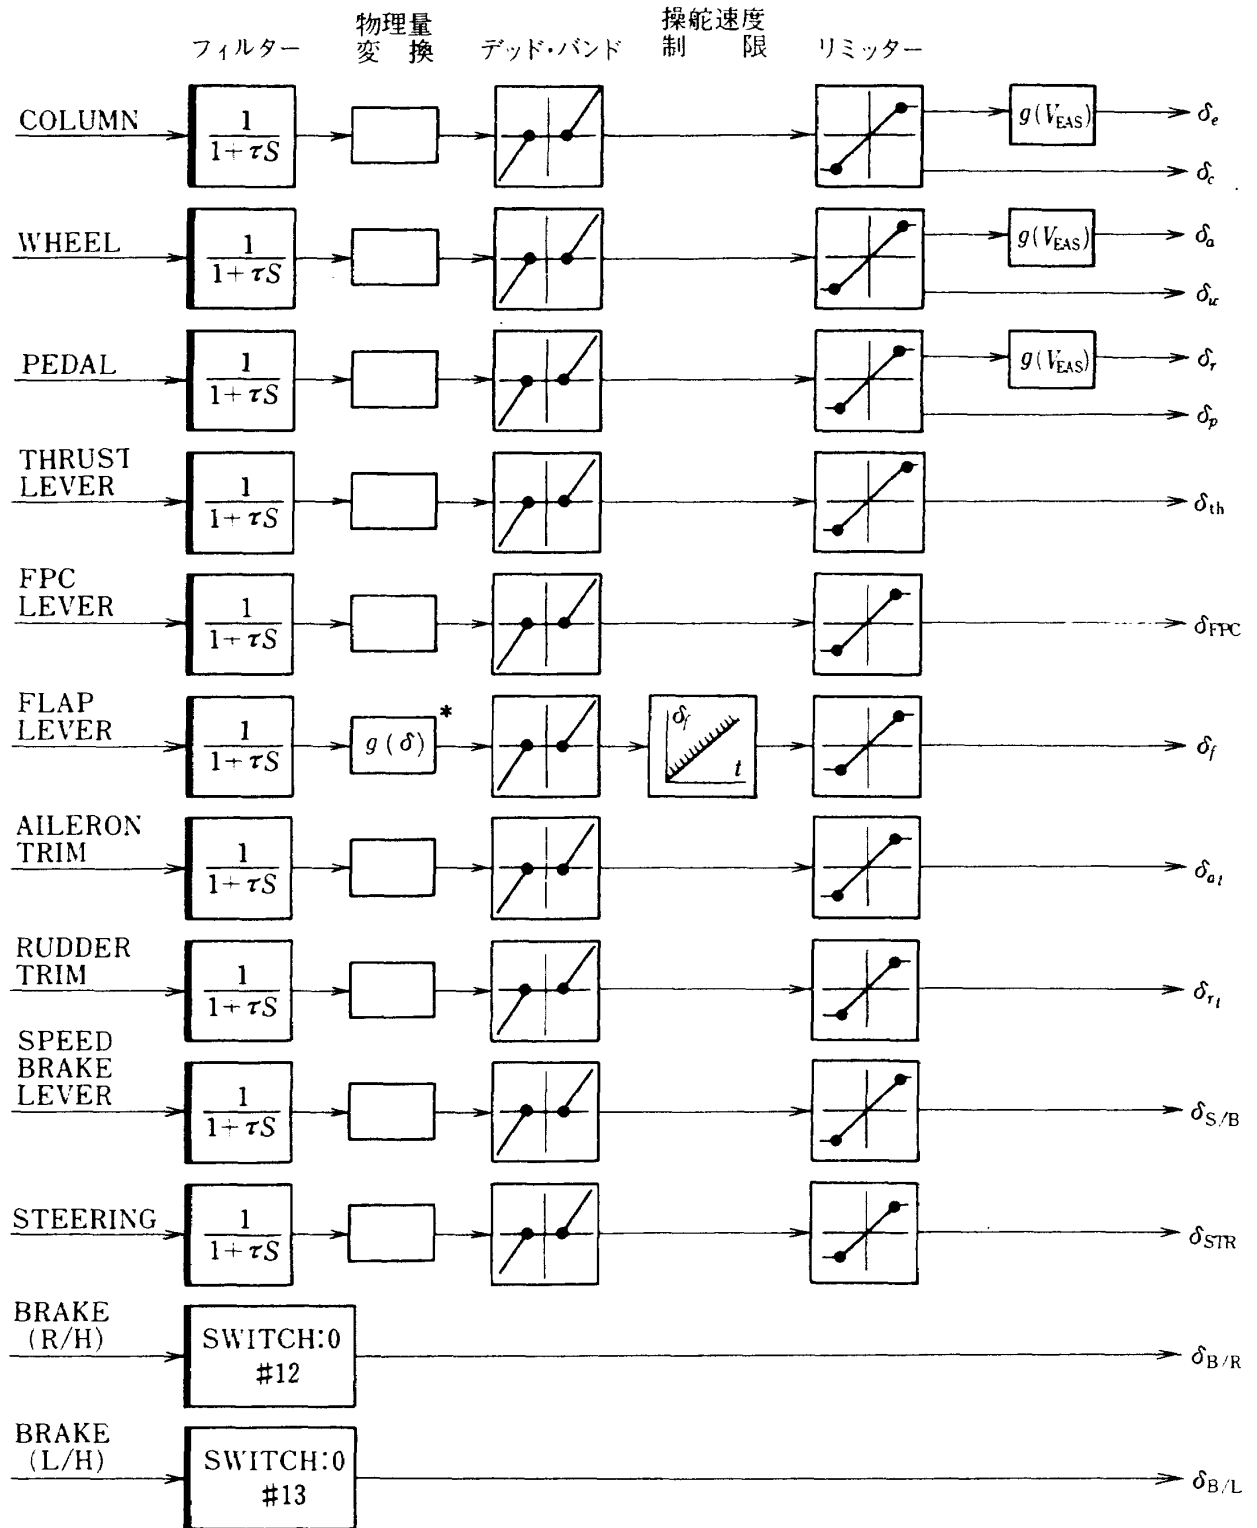 物理量 操舵速度
フィルター 変換 デッド・バンド 制限 リミッター
COLUMN 1/(1+τS) g(V_EAS) δ_e
δ_c
WHEEL 1/(1+τS) g(V_EAS) δ_a
δ_w
PEDAL 1/(1+τS) g(V_EAS) δ_r
δ_p
THRUST
LEVER 1/(1+τS) δ_th
FPC
LEVER 1/(1+τS) δ_FPC
FLAP
LEVER 1/(1+τS) g(δ) * δ_f t δ_f
AILERON
TRIM 1/(1+τS) δ_at
RUDDER
TRIM 1/(1+τS) δ_rt
SPEED
BRAKE
LEVER 1/(1+τS) δ_S/B
STEERING 1/(1+τS) δ_STR
BRAKE
(R/H) SWITCH:0
#12 δ_B/R
BRAKE
(L/H) SWITCH:0
#13 δ_B/L